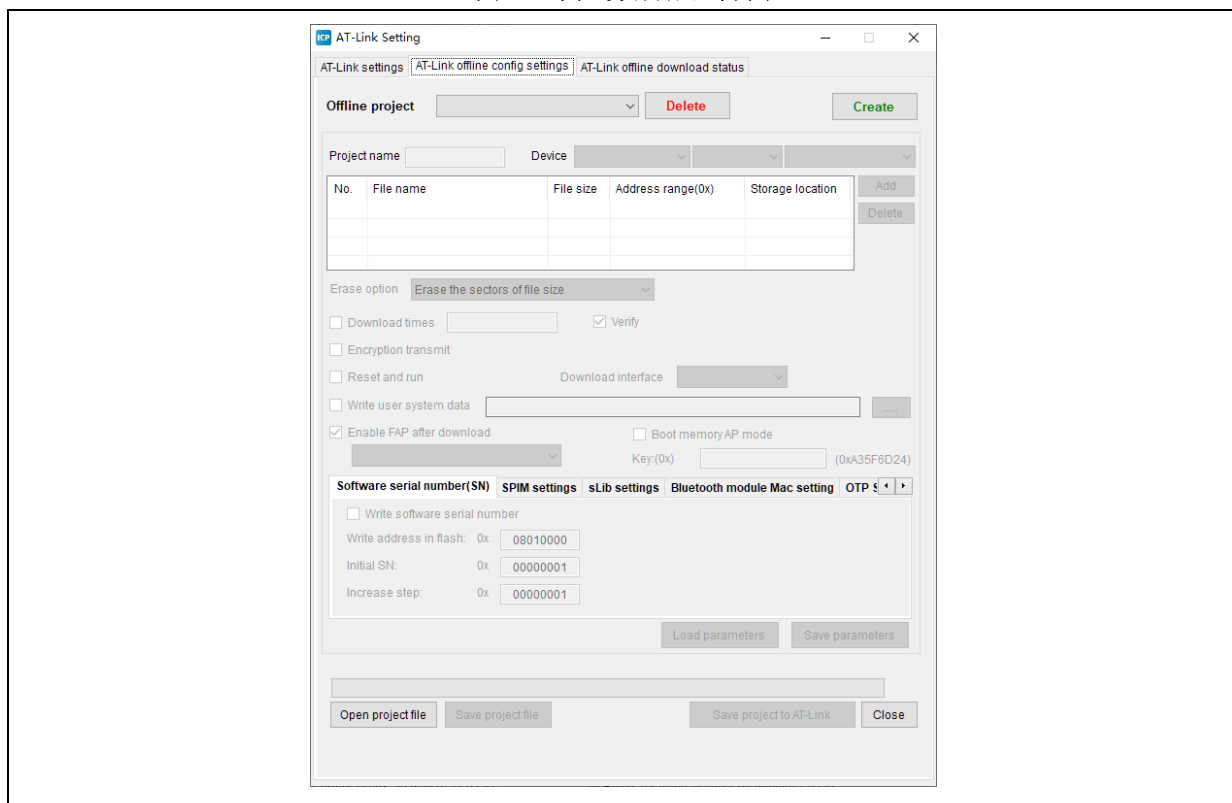 ICP AT-Link Setting
AT-Link settings AT-Link offline config settings AT-Link offline download status
Offline project Delete Create
Project name Device
No. File name File size Address range(0x) Storage location Add
Delete
Erase option Erase the sectors of file size
Download times Verify
Encryption transmit
Reset and run Download interface
Write user system data ....
Enable FAP after download Boot memory AP mode
Key:(0x) (0xA35F6D24)
Software serial number(SN) SPIM settings sLib settings Bluetooth module Mac setting OTP
Write software serial number
Write address in flash: 0x 08010000
Initial SN: 0x 00000001
Increase step: 0x 00000001
Load parameters Save parameters
Open project file Save project file Save project to AT-Link Close